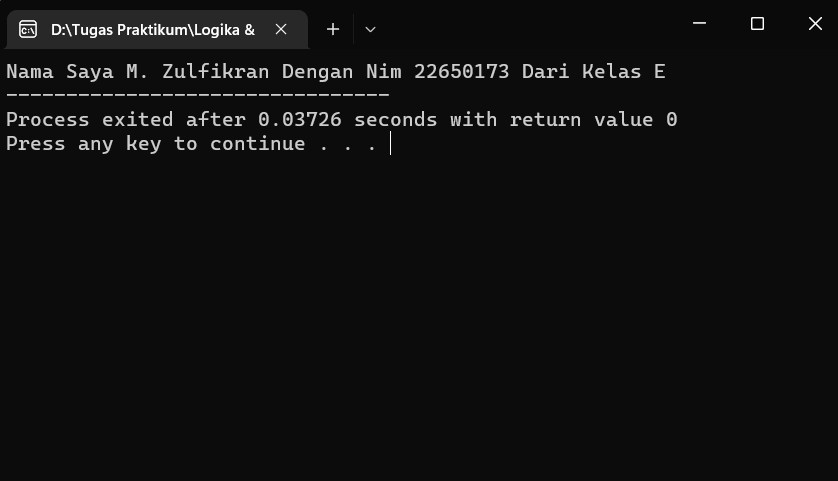 D:\Tugas Praktikum\Logika &
Nama Saya M. Zulfikran Dengan Nim 22650173 Dari Kelas E
--------------------------------
Process exited after 0.03726 seconds with return value 0
Press any key to continue . . .